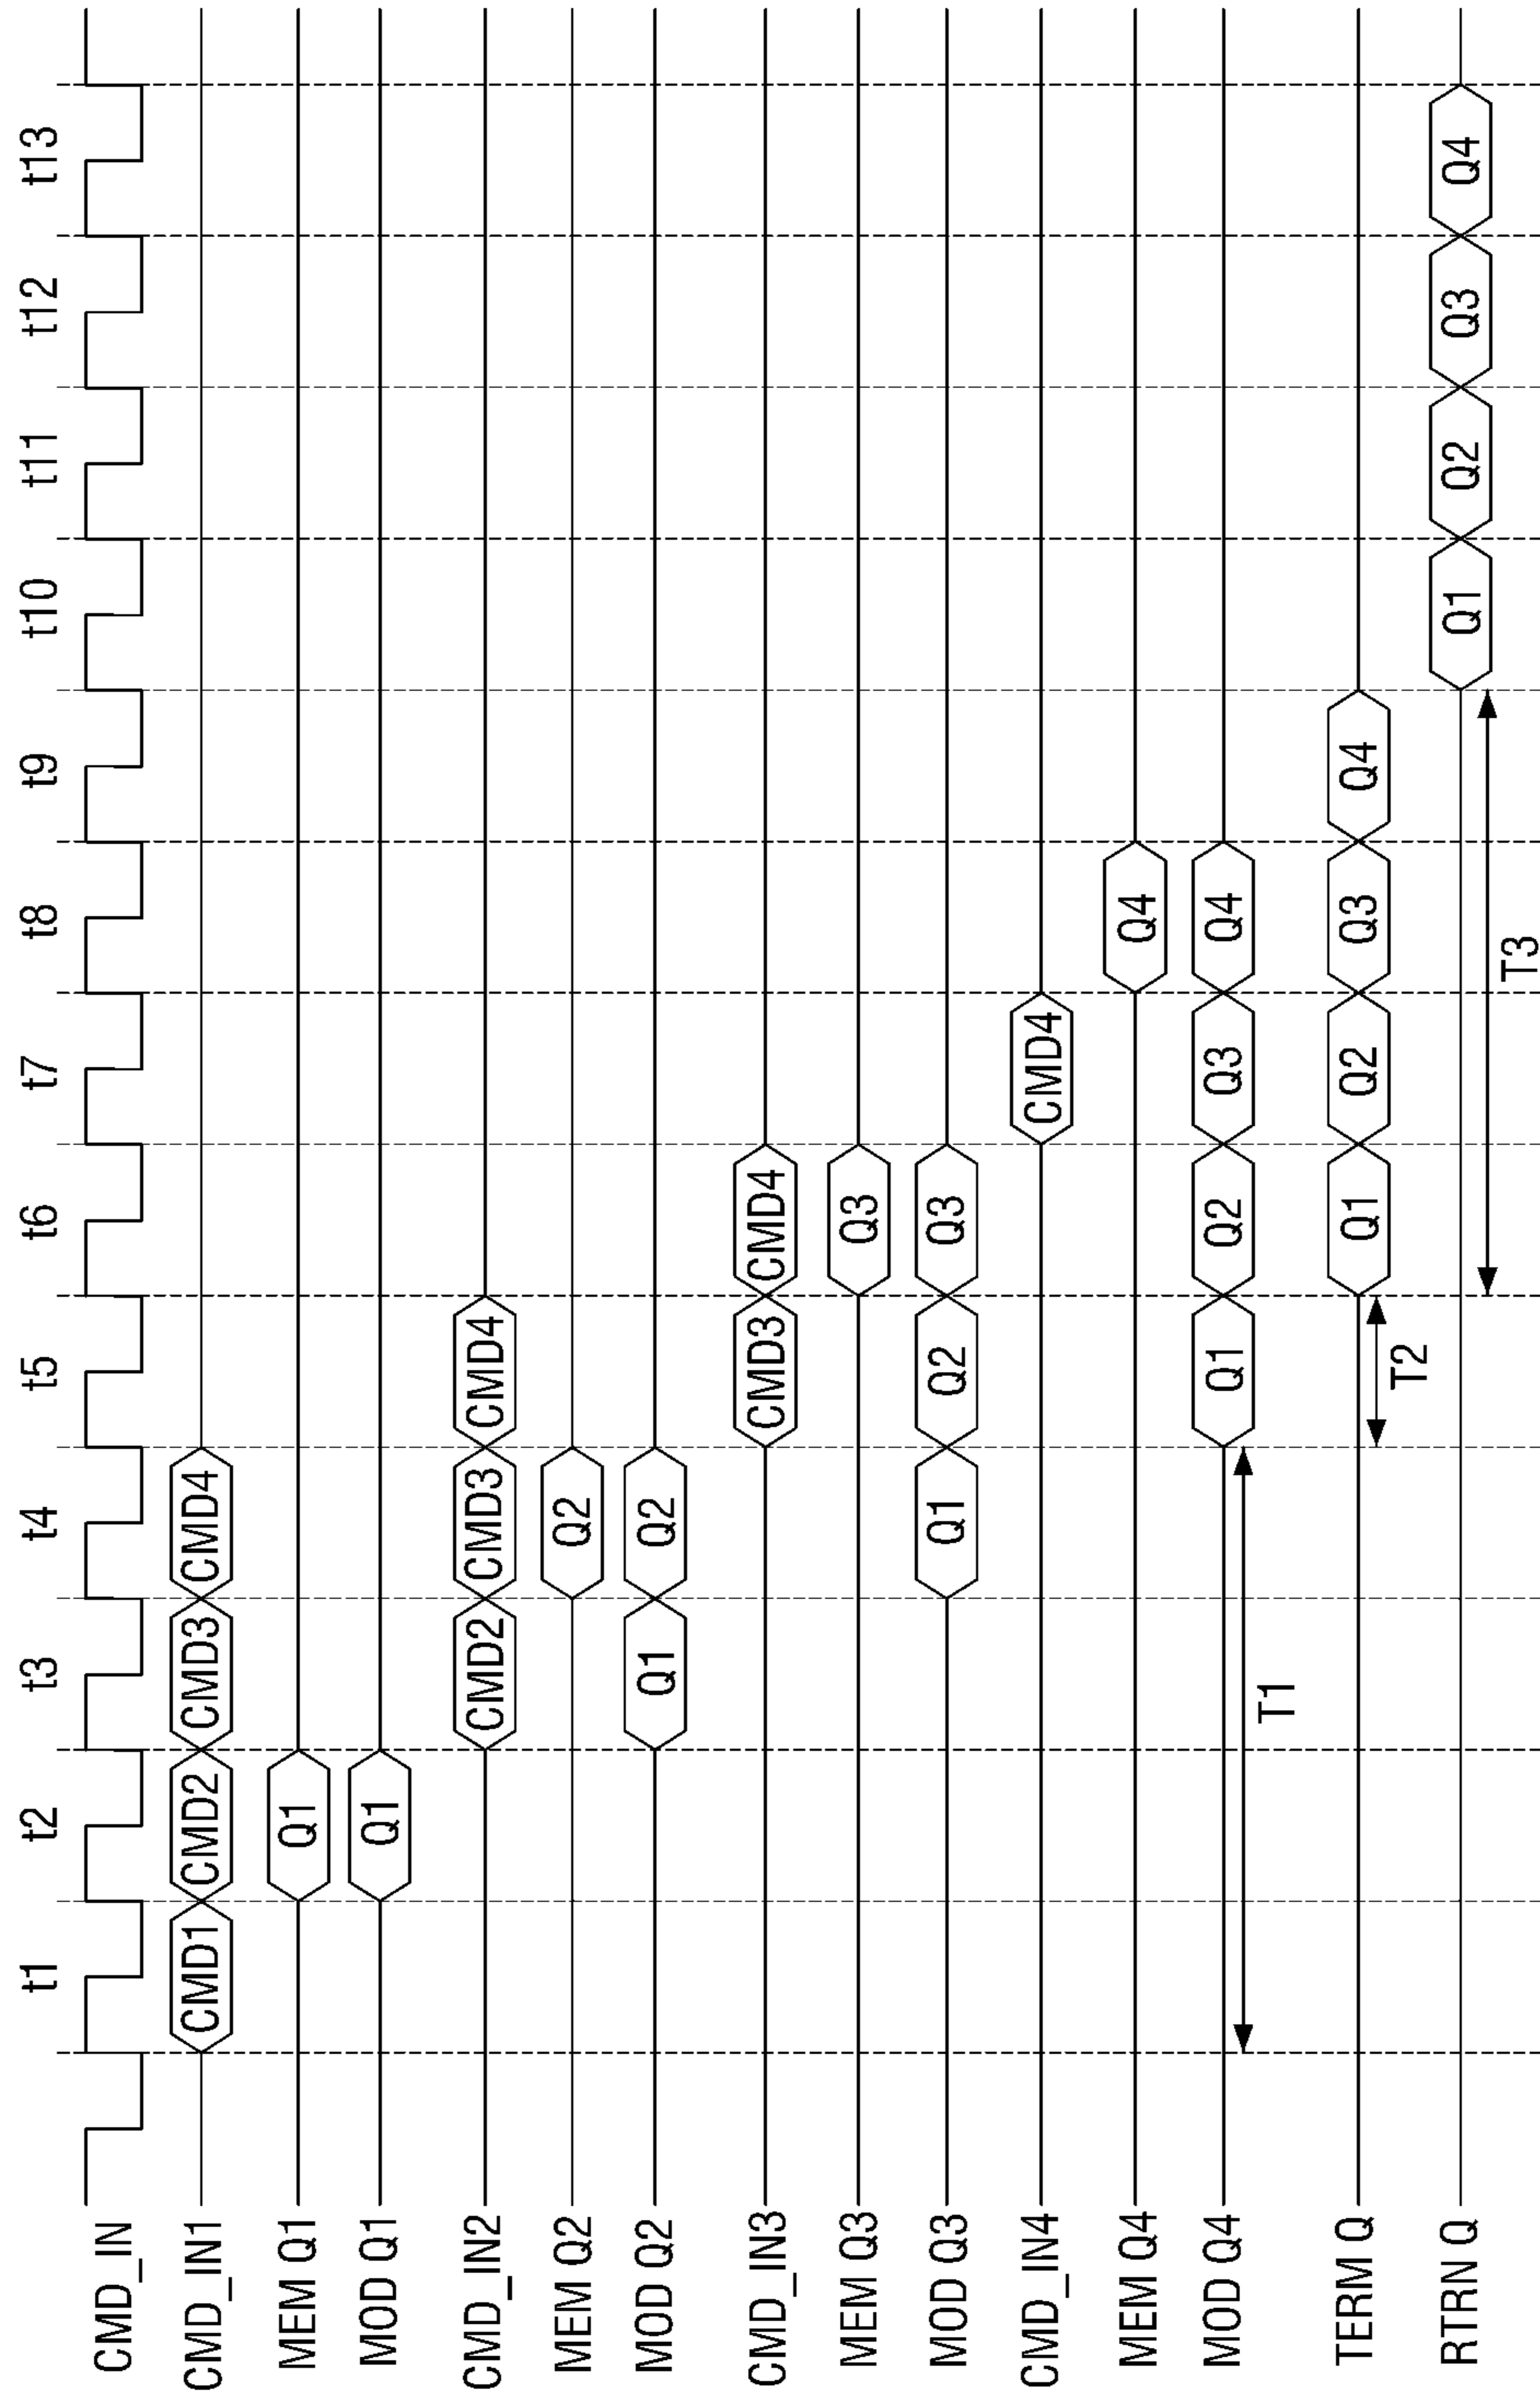 t1 t2 t3 t4 t5 t6 t7 t8 t9 t10 t11 t12 t13
CMD_IN
CMD_IN1 CMD1 CMD2 CMD3 CMD4
MEM Q1 Q1
MOD Q1 Q1
CMD_IN2 CMD2 CMD3 CMD4
MEM Q2 Q2
MOD Q2 Q1 Q2
CMD_IN3 CMD3 CMD4
MEM Q3 Q3
MOD Q3 Q1 Q2 Q3
CMD_IN4 CMD4
MEM Q4 Q4
MOD Q4 Q1 Q2 Q3 Q4
T1
TERM Q Q1 Q2 Q3 Q4
T2
RTRN Q Q1 Q2 Q3 Q4
T3